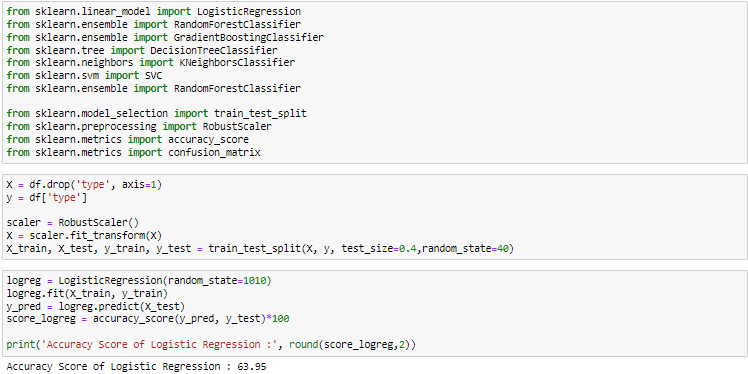 from sklearn.linear_model import LogisticRegression
from sklearn.ensemble import RandomForestClassifier
from sklearn.ensemble import GradientBoostingClassifier
from sklearn.tree import DecisionTreeClassifier
from sklearn.neighbors import KNeighborsClassifier
from sklearn.svm import SVC
from sklearn.ensemble import RandomForestClassifier
from sklearn.model_selection import train_test_split
from sklearn.preprocessing import RobustScaler
from sklearn.metrics import accuracy_score
from sklearn.metrics import confusion_matrix
X = df.drop('type', axis=1)
y = df['type']
scaler = RobustScaler()
X = scaler.fit_transform(X)
X_train, X_test, y_train, y_test = train_test_split(X, y, test_size=0.4,random_state=40)
logreg = LogisticRegression(random_state=1010)
logreg.fit(X_train, y_train)
y_pred = logreg.predict(X_test)
score_logreg = accuracy_score(y_pred, y_test)*100
print('Accuracy Score of Logistic Regression :', round(score_logreg,2))
Accuracy Score of Logistic Regression : 63.95